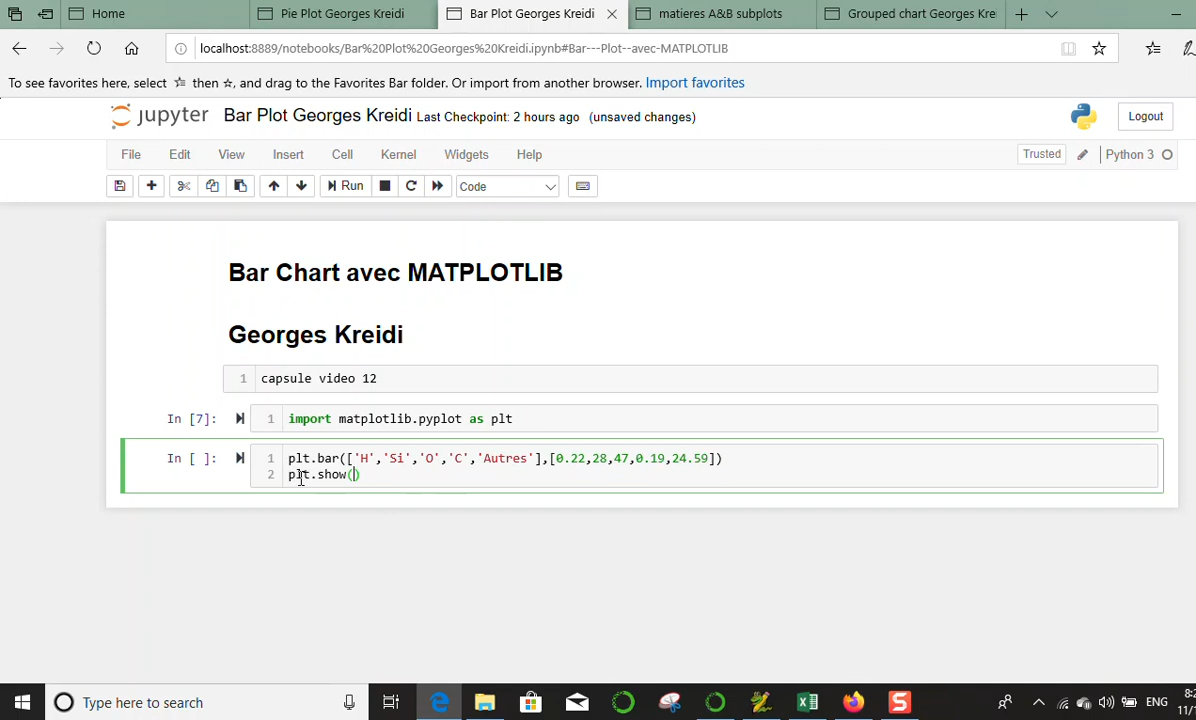 Home
Pie Plot Georges Kreidi
Bar Plot Georges Kreidi
matieres A&B subplots
Grouped chart Georges Kre
localhost:8889/notebooks/Bar%20Plot%20Georges%20Kreidi.ipynb#Bar---Plot--avec-MATPLOTLIB
To see favorites here, select ☆ then ☆, and drag to the Favorites Bar folder. Or import from another browser. Import favorites
jupyter Bar Plot Georges Kreidi Last Checkpoint: 2 hours ago (unsaved changes)
Logout
File Edit View Insert Cell Kernel Widgets Help
Trusted
Python 3
Run
Code
Bar Chart avec MATPLOTLIB
Georges Kreidi
1 capsule video 12
In [7]: 1 import matplotlib.pyplot as plt
In [ ]: 1 plt.bar(['H','Si','O','C','Autres'],[0.22,28,47,0.19,24.59])
2 plt.show()
Type here to search
ENG